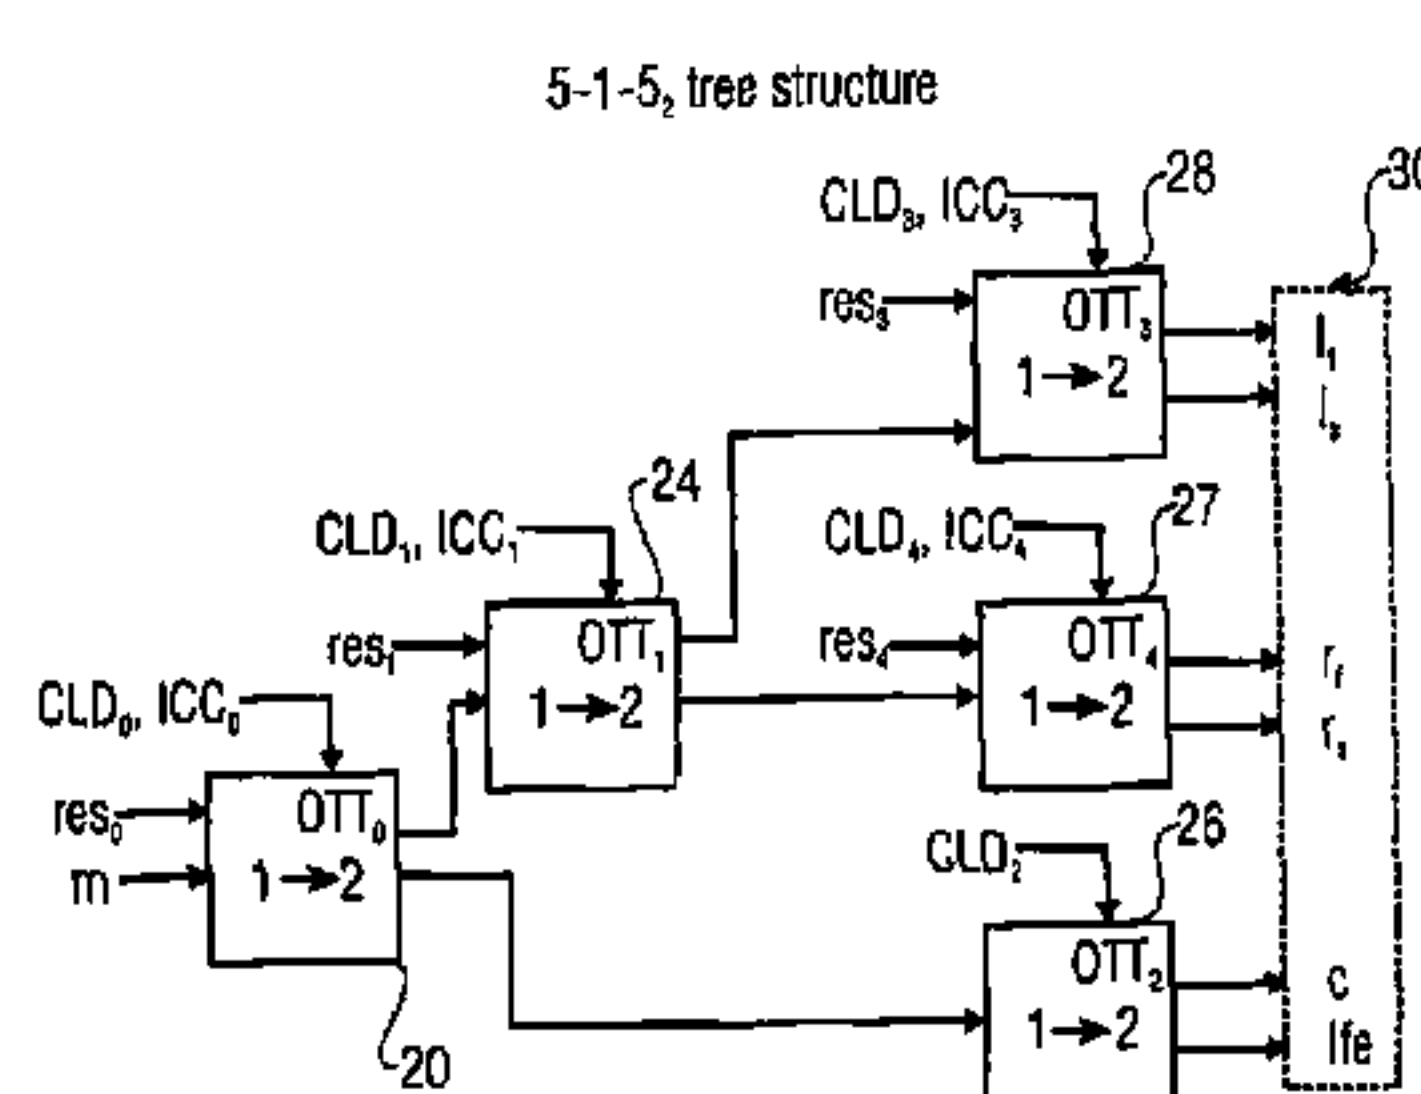 5-1-5₂ tree structure
28
30
CLD₃, ICC₃
res₃
OTT₃
1→2
l_f
l_s
24
27
CLD₁, ICC₁
CLD₄, ICC₄
res₁
OTT₁
1→2
res₄
OTT₄
1→2
r_f
r_s
CLD₀, ICC₀
res₀
OTT₀
1→2
m
26
CLD₂
OTT₂
1→2
c
lfe
20